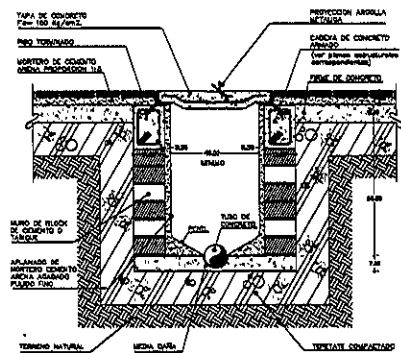 TAPA DE CONCRETO
F'c= 150 Kg/cm2.
PISO TERMINADO
MORTERO DE CEMENTO
ARENA PROPORCION 1:5
PROYECCION ARGOLLA
METALICA
CADENA DE CONCRETO
ARMADO
(ver planos estructurales
correspondientes)
FIRME DE CONCRETO
MINIMO
MURO DE BLOCK
DE CEMENTO O
TABIQUE
TUBO DE
CONCRETO
APLANADO DE
MORTERO CEMENTO
ARENA ACABADO
PULIDO FINO
TERRENO NATURAL
MEDIA CAÑA
TEPETATE COMPACTADO